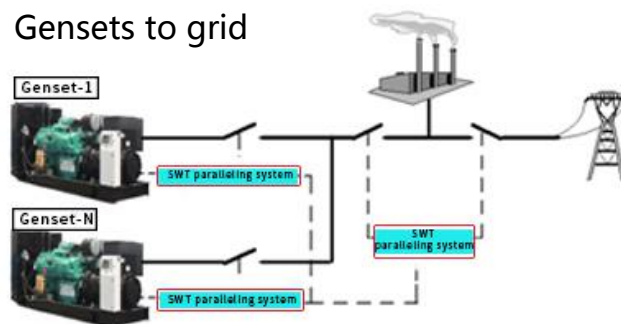 Gensets to grid
Genset-1
SWT paralleling system
SWT
paralleling system
Genset-N
SWT paralleling system